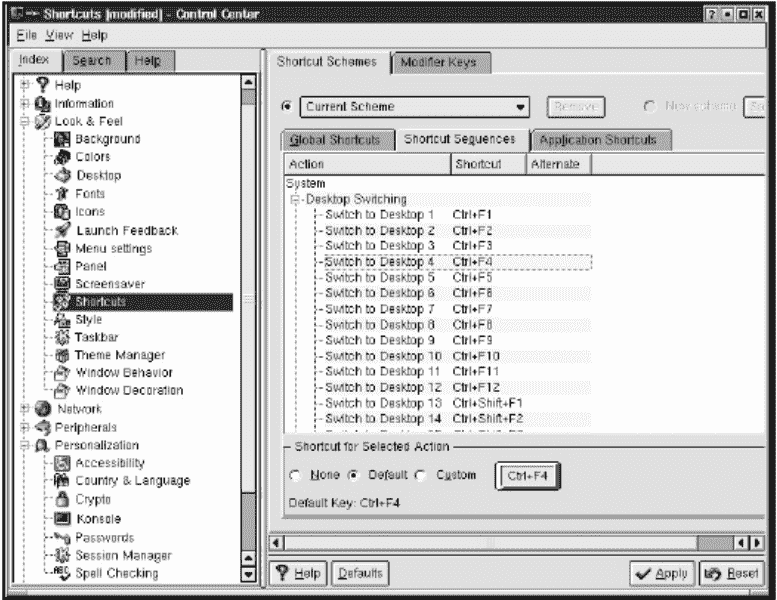 Shortcuts [modified] - Control Center
File View Help
Index Search Help
Help
Information
Look & Feel
Background
Colors
Desktop
Fonts
Icons
Launch Feedback
Menu settings
Panel
Screensaver
Shortcuts
Style
Taskbar
Theme Manager
Window Behavior
Window Decoration
Network
Peripherals
Personalization
Accessibility
Country & Language
Crypto
Konsole
Passwords
Session Manager
Spell Checking
Shortcut Schemes Modifier Keys
Current Scheme Remove New scheme
Global Shortcuts Shortcut Sequences Application Shortcuts
Action Shortcut Alternate
System
Desktop Switching
Switch to Desktop 1 Ctrl+F1
Switch to Desktop 2 Ctrl+F2
Switch to Desktop 3 Ctrl+F3
Switch to Desktop 4 Ctrl+F4
Switch to Desktop 5 Ctrl+F5
Switch to Desktop 6 Ctrl+F6
Switch to Desktop 7 Ctrl+F7
Switch to Desktop 8 Ctrl+F8
Switch to Desktop 9 Ctrl+F9
Switch to Desktop 10 Ctrl+F10
Switch to Desktop 11 Ctrl+F11
Switch to Desktop 12 Ctrl+F12
Switch to Desktop 13 Ctrl+Shift+F1
Switch to Desktop 14 Ctrl+Shift+F2
Shortcut for Selected Action
None Default Custom Ctrl+F4
Default Key: Ctrl+F4
Help Defaults Apply Reset